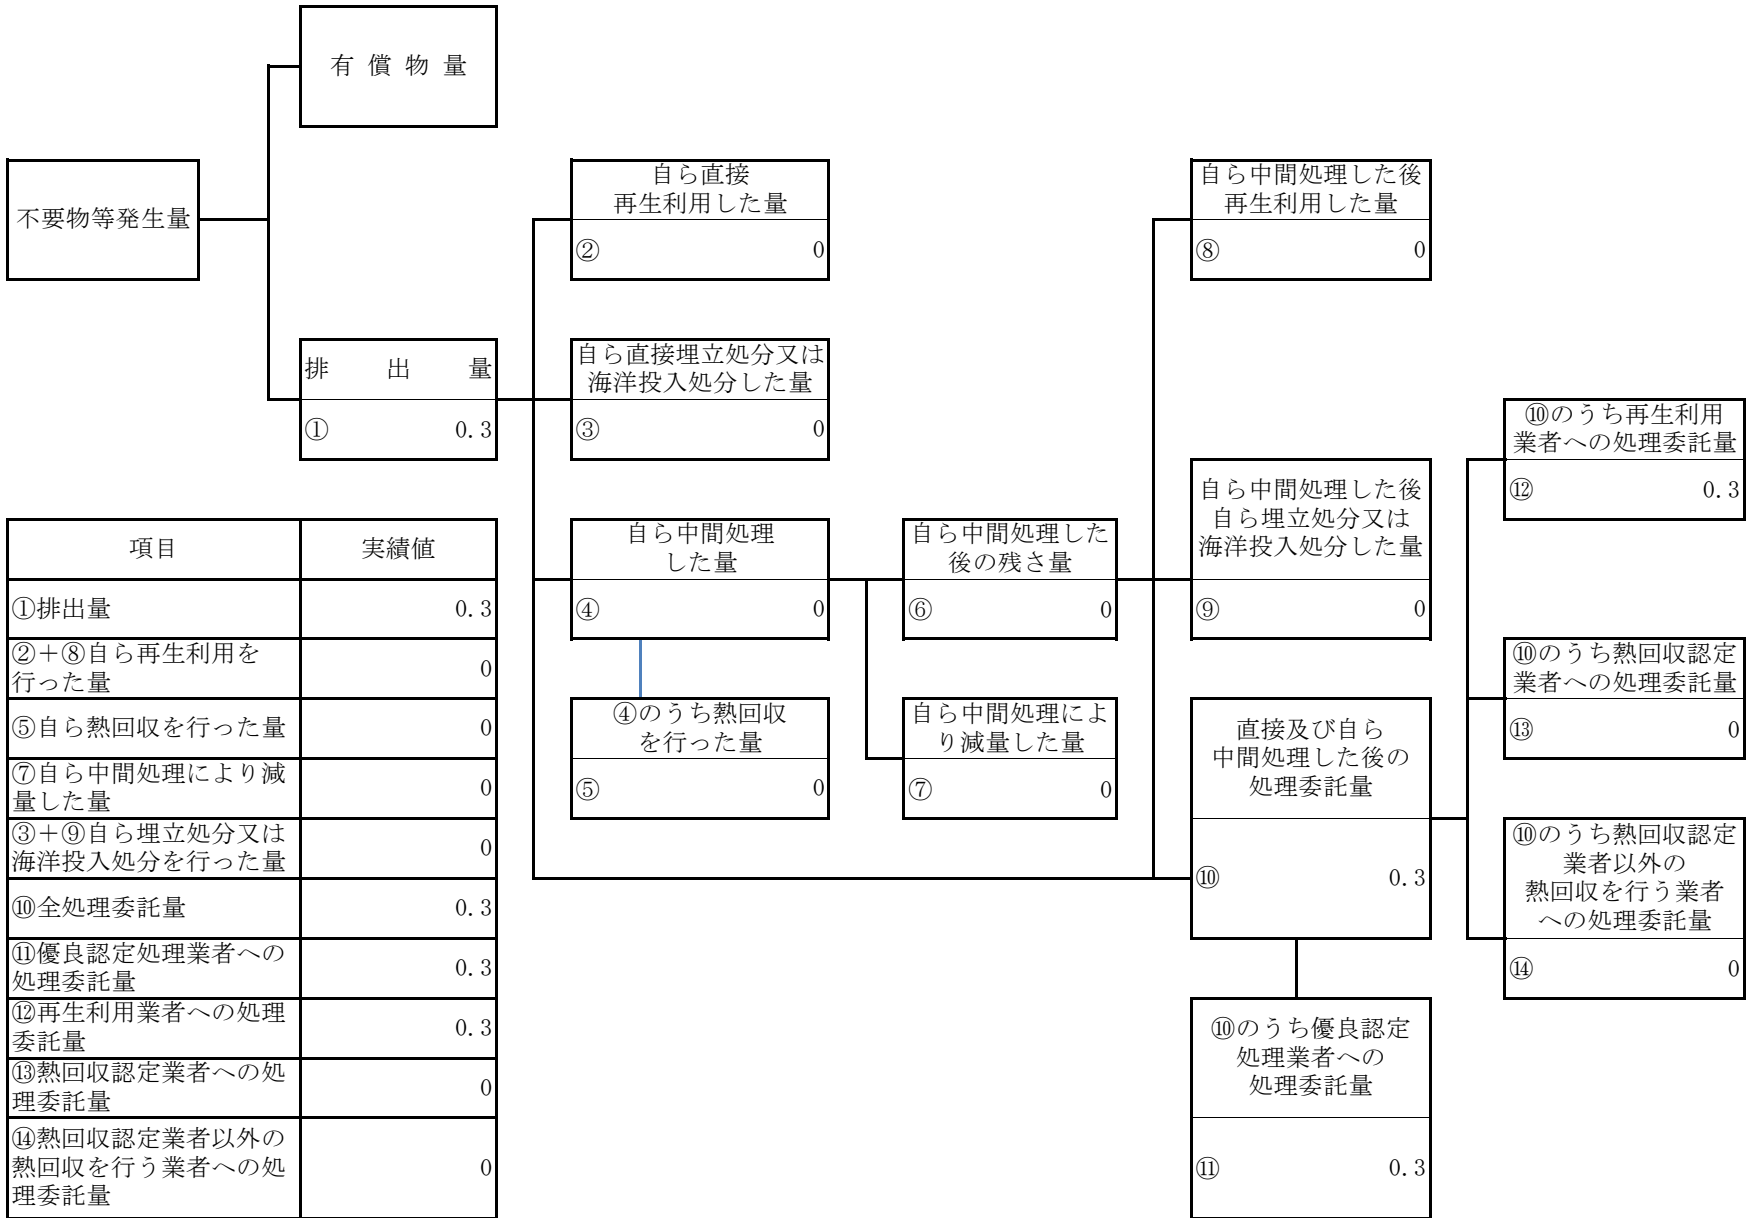 有 償 物 量
不要物等発生量
自ら直接
再生利用した量
② 0
自ら中間処理した後
再生利用した量
⑧ 0
排 出 量
① 0.3
自ら直接埋立処分又は
海洋投入処分した量
③ 0
⑩のうち再生利用
業者への処理委託量
⑫ 0.3
自ら中間処理した後
自ら埋立処分又は
海洋投入処分した量
⑨ 0
自ら中間処理
した量
④ 0
自ら中間処理した
後の残さ量
⑥ 0
⑩のうち熱回収認定
業者への処理委託量
⑬ 0
④のうち熱回収
を行った量
⑤ 0
自ら中間処理によ
り減量した量
⑦ 0
直接及び自ら
中間処理した後の
処理委託量
⑩ 0.3
⑩のうち熱回収認定
業者以外の
熱回収を行う業者
への処理委託量
⑭ 0
⑩のうち優良認定
処理業者への
処理委託量
⑪ 0.3
項目 実績値
①排出量 0.3
②＋⑧自ら再生利用を
行った量 0
⑤自ら熱回収を行った量 0
⑦自ら中間処理により減
量した量 0
③＋⑨自ら埋立処分又は
海洋投入処分を行った量 0
⑩全処理委託量 0.3
⑪優良認定処理業者への
処理委託量 0.3
⑫再生利用業者への処理
委託量 0.3
⑬熱回収認定業者への処
理委託量 0
⑭熱回収認定業者以外の
熱回収を行う業者への処
理委託量 0